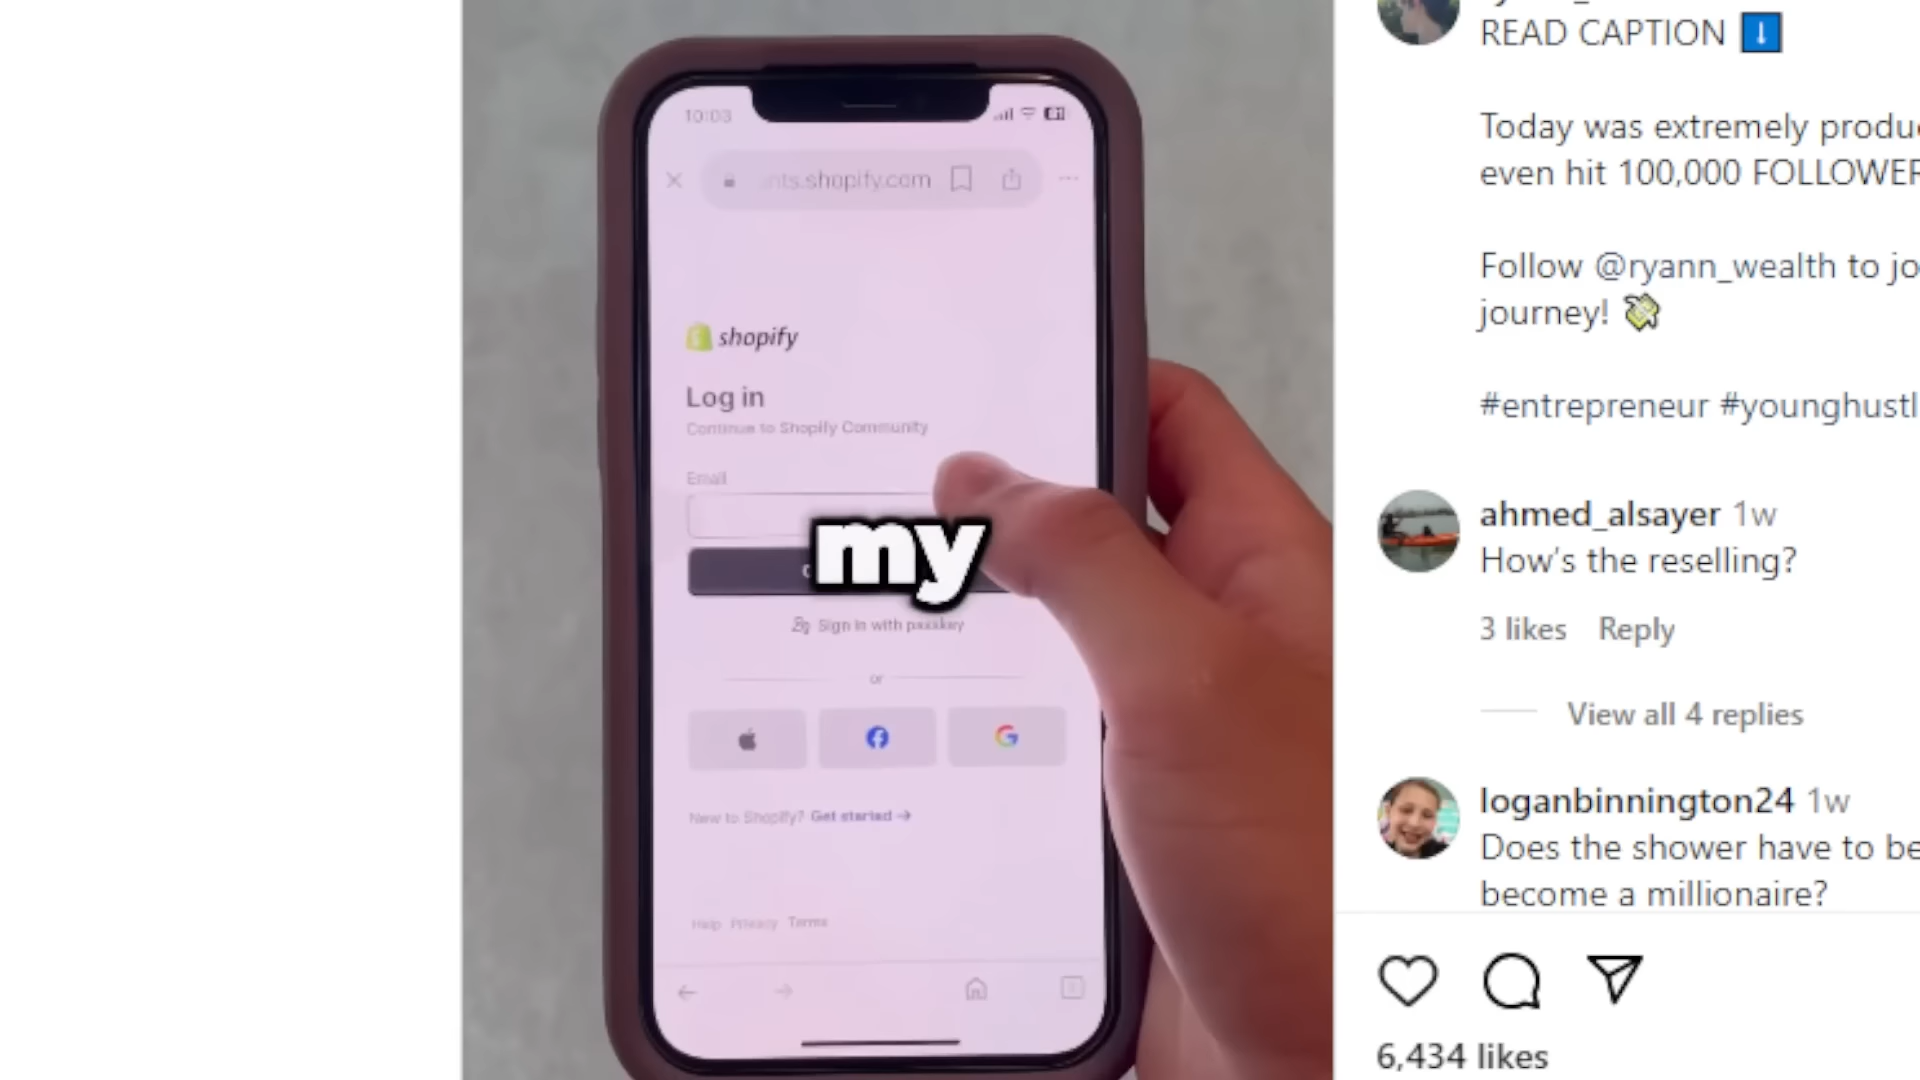 10:03
nts.shopify.com
shopify
Log in
Continue to Shopify Community
Email
my
Sign in with passkey
or
New to Shopify? Get started →
Help Privacy Terms
READ CAPTION
Today was extremely produc
even hit 100,000 FOLLOWER
Follow @ryann_wealth to jo
journey!
#entrepreneur #younghustl
ahmed_alsayer 1w
How's the reselling?
3 likes Reply
View all 4 replies
loganbinnington24 1w
Does the shower have to be
become a millionaire?
6,434 likes